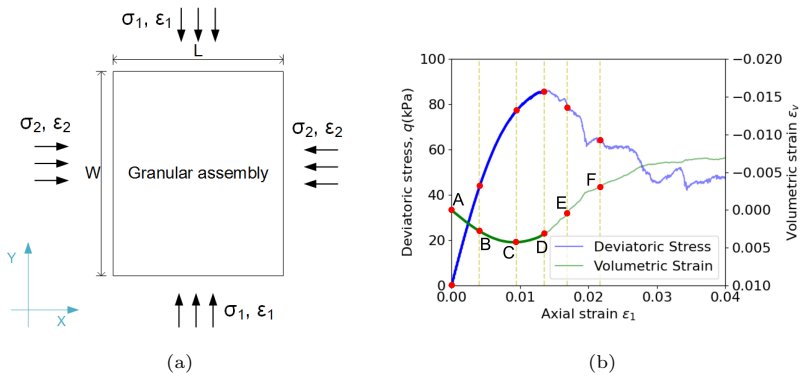 σ1, ε1
L
σ2, ε2
σ2, ε2
W
Granular assembly
Y
X
σ1, ε1
(a)
100
80
60
40
20
0
Deviatoric stress, q(kPa)
−0.020
−0.015
−0.010
−0.005
0.000
0.005
0.010
Volumetric strain εv
A
B
C
D
E
F
Deviatoric Stress
Volumetric Strain
0.00
0.01
0.02
0.03
0.04
Axial strain ε1
(b)